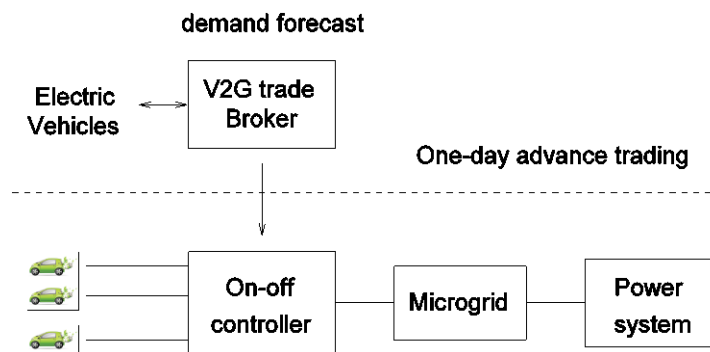 demand forecast
Electric
Vehicles
V2G trade
Broker
One-day advance trading
On-off
controller
Microgrid
Power
system